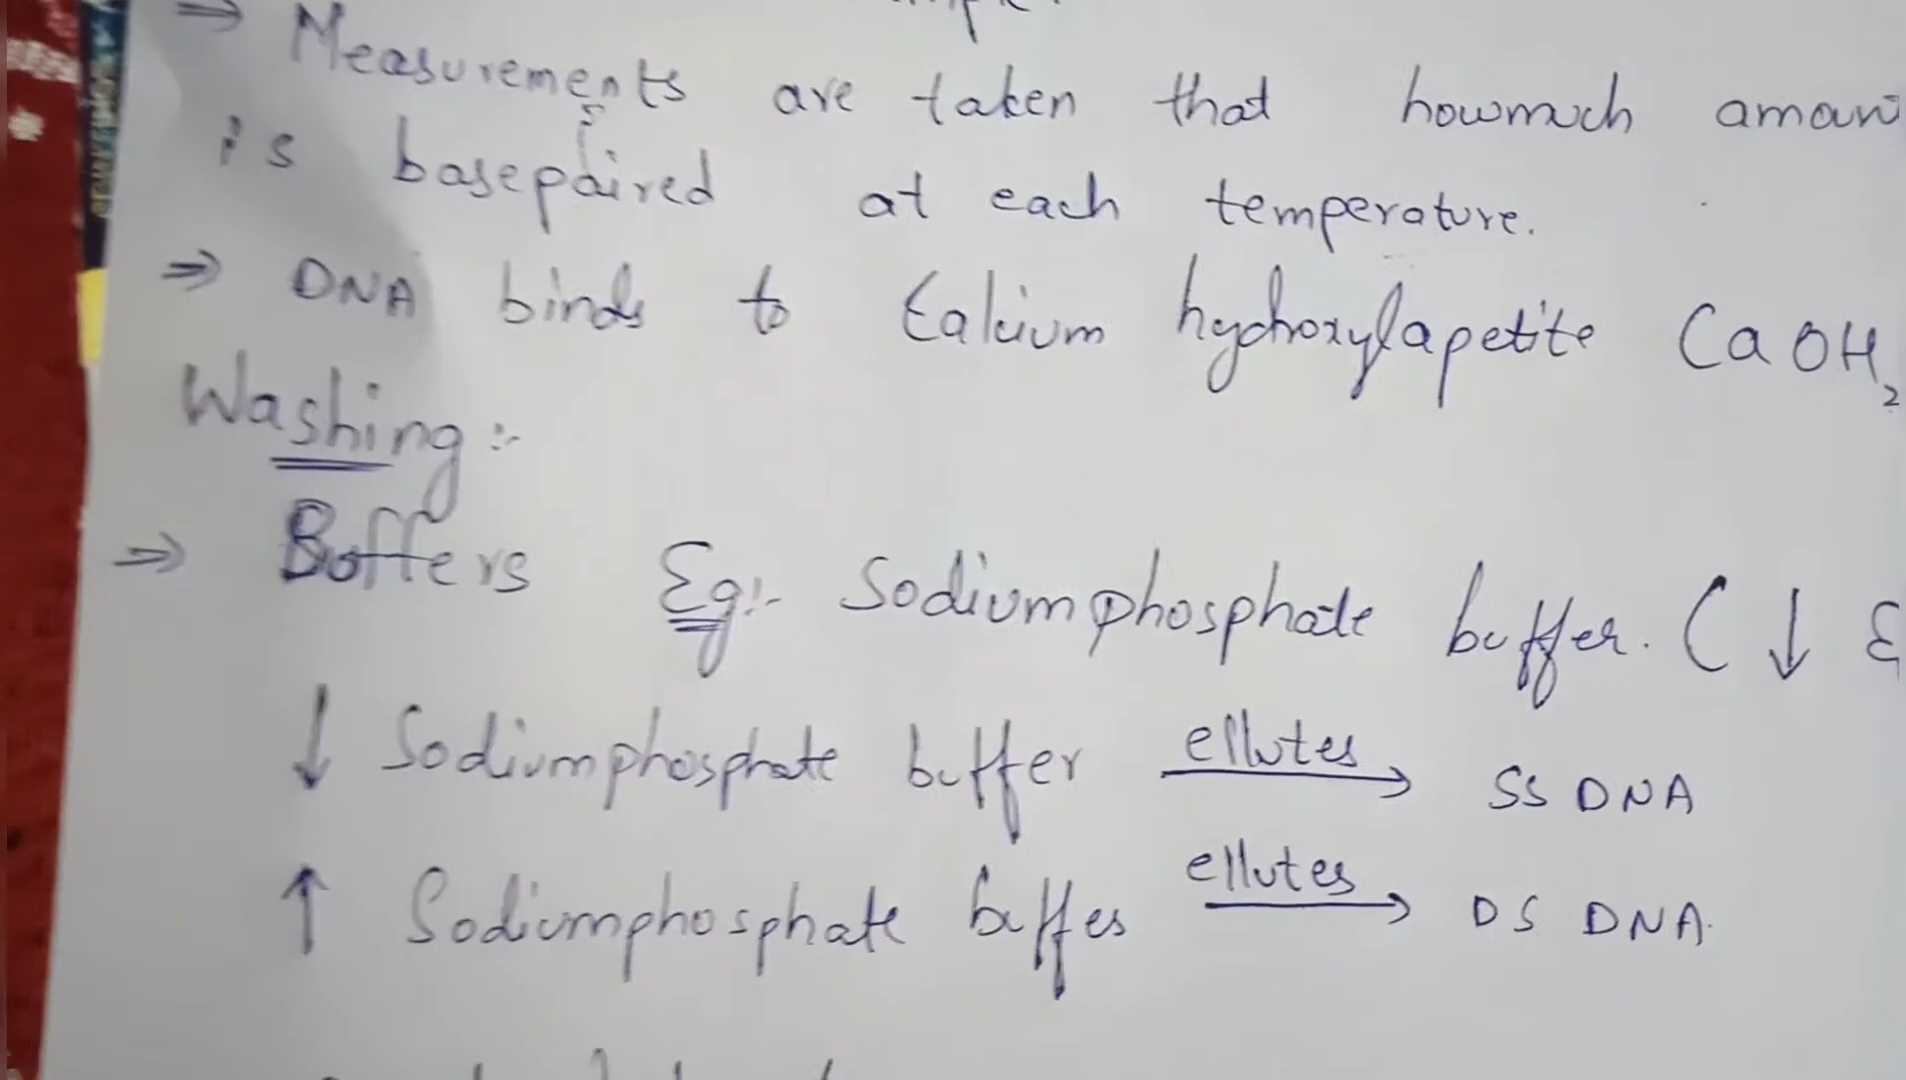 ⇒ Measurements are taken that howmuch amoun
is basepaired at each temperature.
⇒ DNA binds to Calcium hydroxylapetite CaOH₂
Washing :-
⇒ Buffers Eg:- Sodiumphosphate buffer. ( ↓ &
↓ Sodiumphosphate buffer ellutes → SS DNA
↑ Sodiumphosphate buffer ellutes → DS DNA.